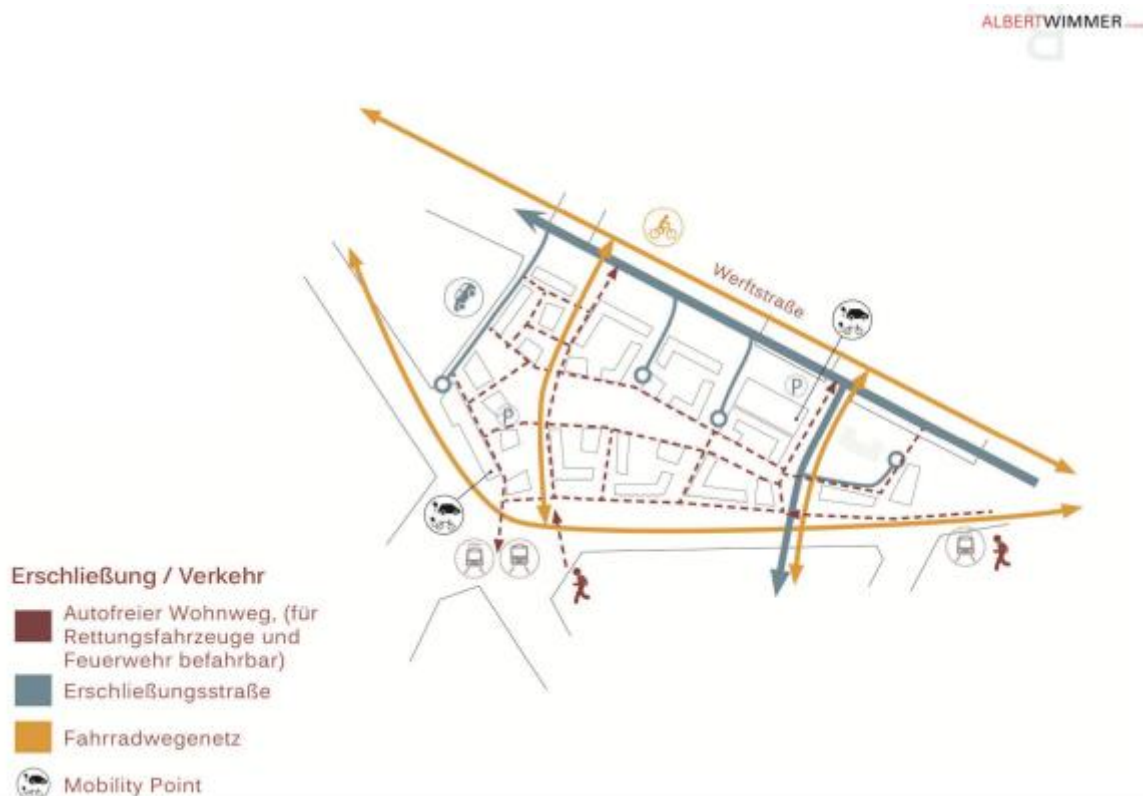 ALBERTWIMMER
Werftstraße
P
P
Erschließung / Verkehr
Autofreier Wohnweg, (für
Rettungsfahrzeuge und
Feuerwehr befahrbar)
Erschließungsstraße
Fahrradwegenetz
Mobility Point